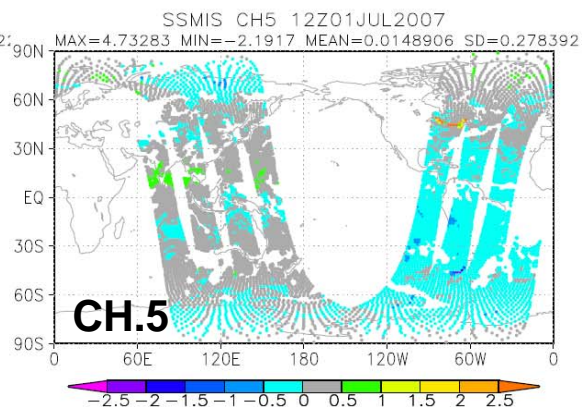 SSMIS CH5 12Z01JUL2007
MAX=4.73283 MIN=-2.1917 MEAN=0.0148906 SD=0.278392
90N
60N
30N
EQ
30S
60S
90S
CH.5
0 60E 120E 180 120W 60W 0
-2.5 -2 -1.5 -1 -0.5 0 0.5 1 1.5 2 2.5